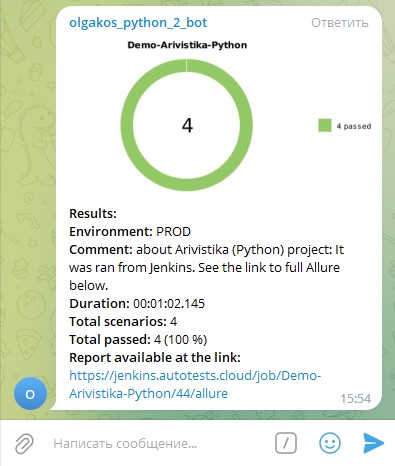 olgakos_python_2_bot
Ответить
Demo-Arivistika-Python
4
4 passed
Results:
Environment: PROD
Comment: about Arivistika (Python) project: It
was ran from Jenkins. See the link to full Allure
below.
Duration: 00:01:02.145
Total scenarios: 4
Total passed: 4 (100 %)
Report available at the link:
https://jenkins.autotests.cloud/job/Demo-
Arivistika-Python/44/allure
15:54
O
Написать сообщение...